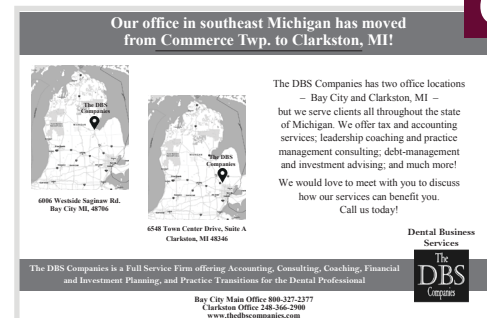 Our office in southeast Michigan has moved
from Commerce Twp. to Clarkston, MI!
The DBS
Companies
6006 Westside Saginaw Rd.
Bay City MI, 48706
The DBS
Companies
6548 Town Center Drive, Suite A
Clarkston, MI 48346
The DBS Companies has two office locations
– Bay City and Clarkston, MI –
but we serve clients all throughout the state
of Michigan. We offer tax and accounting
services; leadership coaching and practice
management consulting; debt-management
and investment advising; and much more!
We would love to meet with you to discuss
how our services can benefit you.
Call us today!
Dental Business
Services
The
DBS
Companies
The DBS Companies is a Full Service Firm offering Accounting, Consulting, Coaching, Financial
and Investment Planning, and Practice Transitions for the Dental Professional
Bay City Main Office 800-327-2377
Clarkston Office 248-366-2900
www.thedbscompanies.com